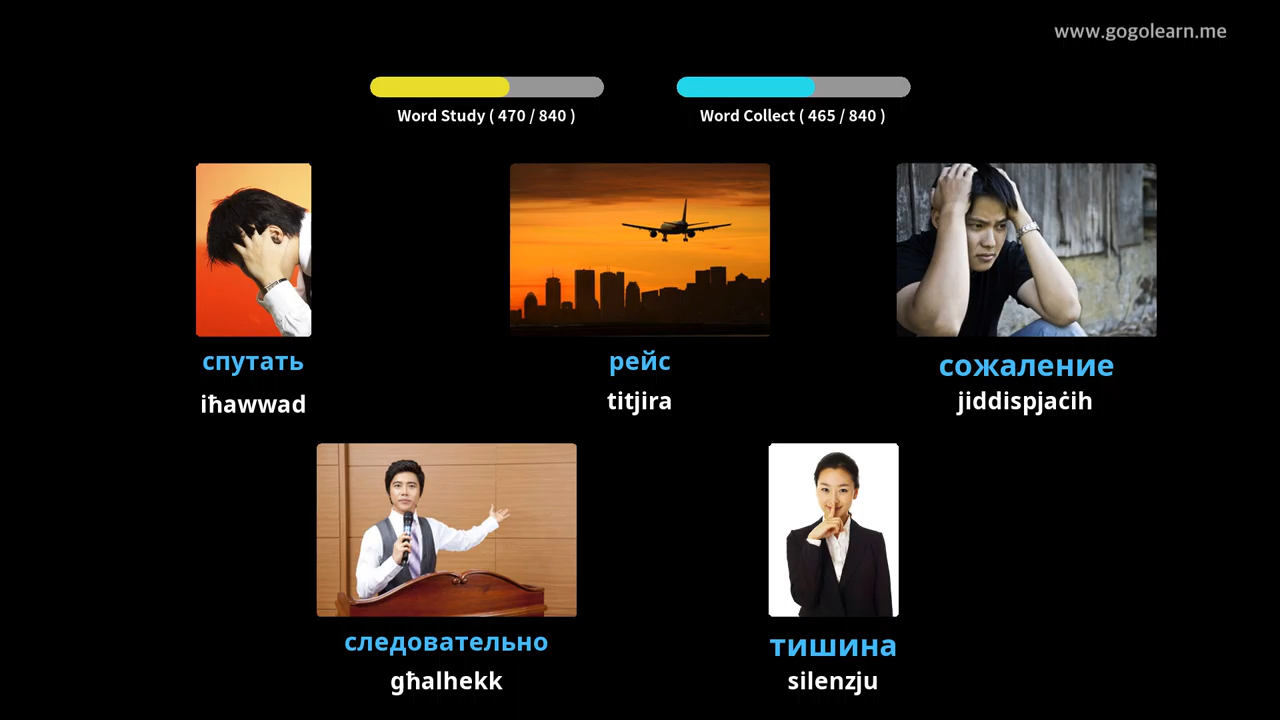 www.gogolearn.me
Word Study ( 470 / 840 )
Word Collect ( 465 / 840 )
спутать
iħawwad
рейс
titjira
сожаление
jiddispjaċih
следовательно
għalhekk
тишина
silenzju